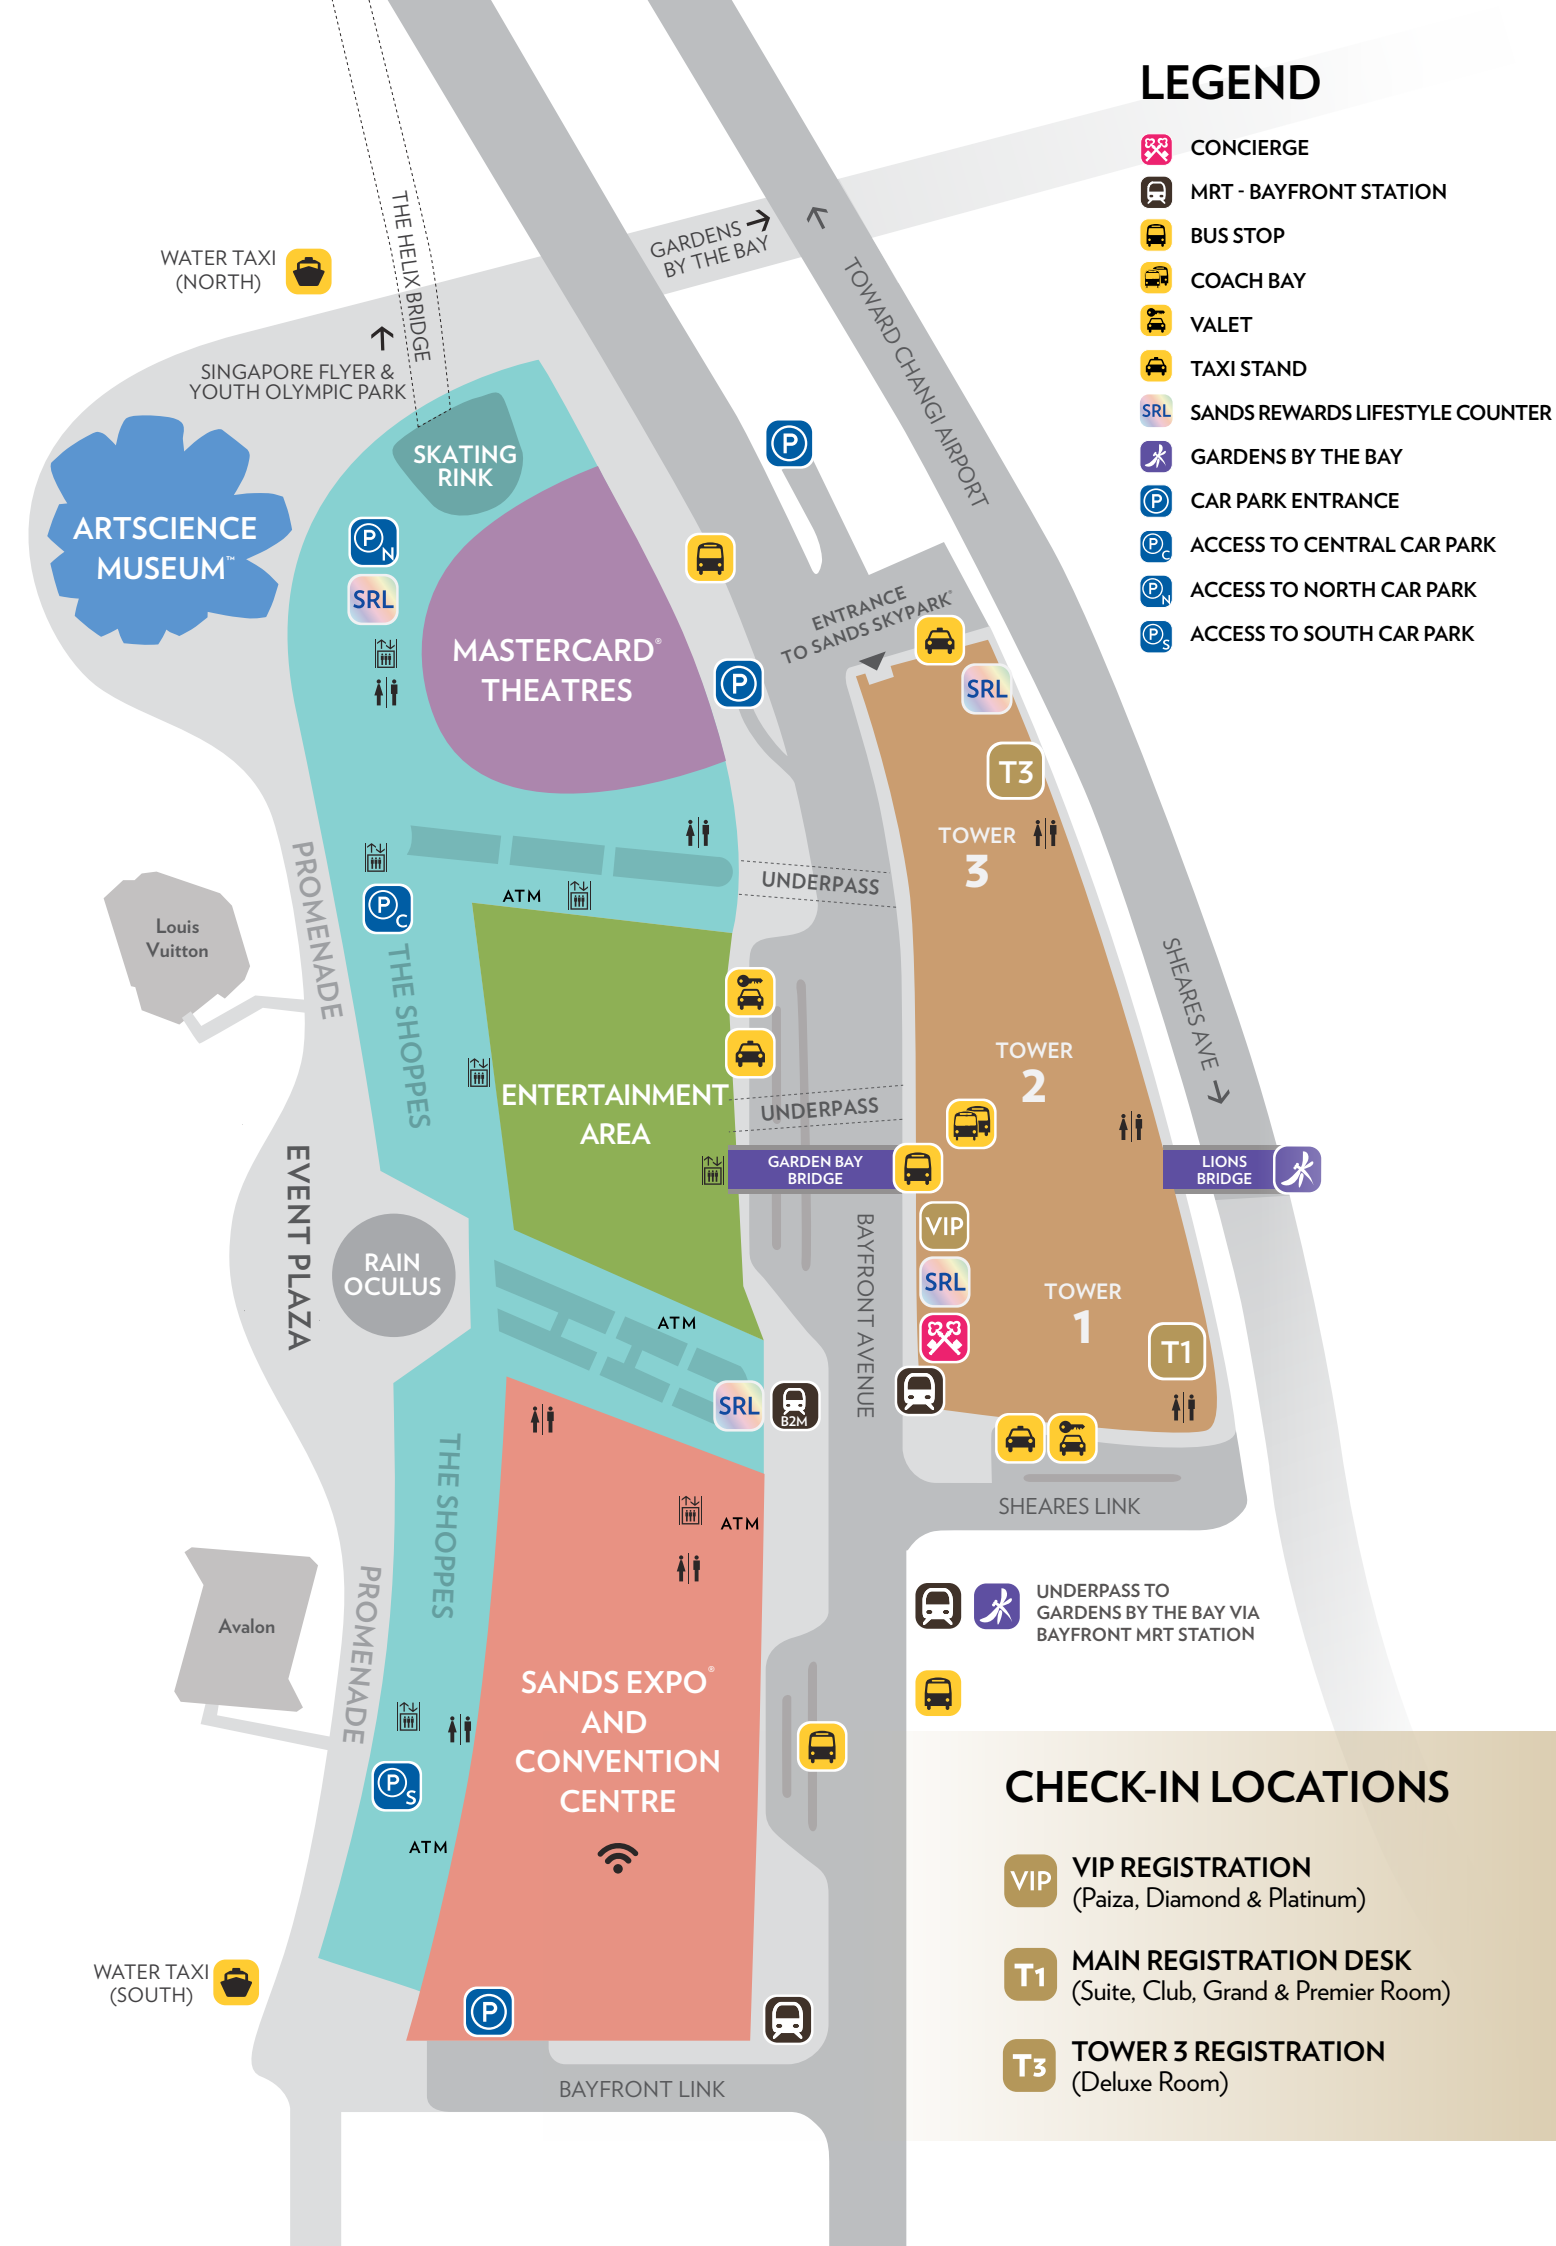 LEGEND
CONCIERGE
MRT - BAYFRONT STATION
BUS STOP
COACH BAY
VALET
TAXI STAND
SRL
SANDS REWARDS LIFESTYLE COUNTER
GARDENS BY THE BAY
P
CAR PARK ENTRANCE
P C
ACCESS TO CENTRAL CAR PARK
P N
ACCESS TO NORTH CAR PARK
P S
ACCESS TO SOUTH CAR PARK
THE HELIX BRIDGE
WATER TAXI
(NORTH)
GARDENS
BY THE BAY
TOWARD CHANGI AIRPORT
SINGAPORE FLYER &
YOUTH OLYMPIC PARK
SKATING
RINK
P
ARTSCIENCE
MUSEUM™
P N
SRL
MASTERCARD®
THEATRES
P
ENTRANCE
TO SANDS SKYPARK®
SRL
T3
TOWER
3
PROMENADE
UNDERPASS
ATM
P C
Louis
Vuitton
THE SHOPPES
SHEARES AVE
TOWER
2
ENTERTAINMENT
AREA
UNDERPASS
GARDEN BAY
BRIDGE
LIONS
BRIDGE
EVENT PLAZA
RAIN
OCULUS
BAYFRONT AVENUE
VIP
SRL
TOWER
1
T1
ATM
SRL
B2M
THE SHOPPES
ATM
SHEARES LINK
UNDERPASS TO
GARDENS BY THE BAY VIA
BAYFRONT MRT STATION
Avalon
PROMENADE
SANDS EXPO®
AND
CONVENTION
CENTRE
P S
ATM
WATER TAXI
(SOUTH)
P
BAYFRONT LINK
CHECK-IN LOCATIONS
VIP
VIP REGISTRATION
(Paiza, Diamond & Platinum)
T1
MAIN REGISTRATION DESK
(Suite, Club, Grand & Premier Room)
T3
TOWER 3 REGISTRATION
(Deluxe Room)